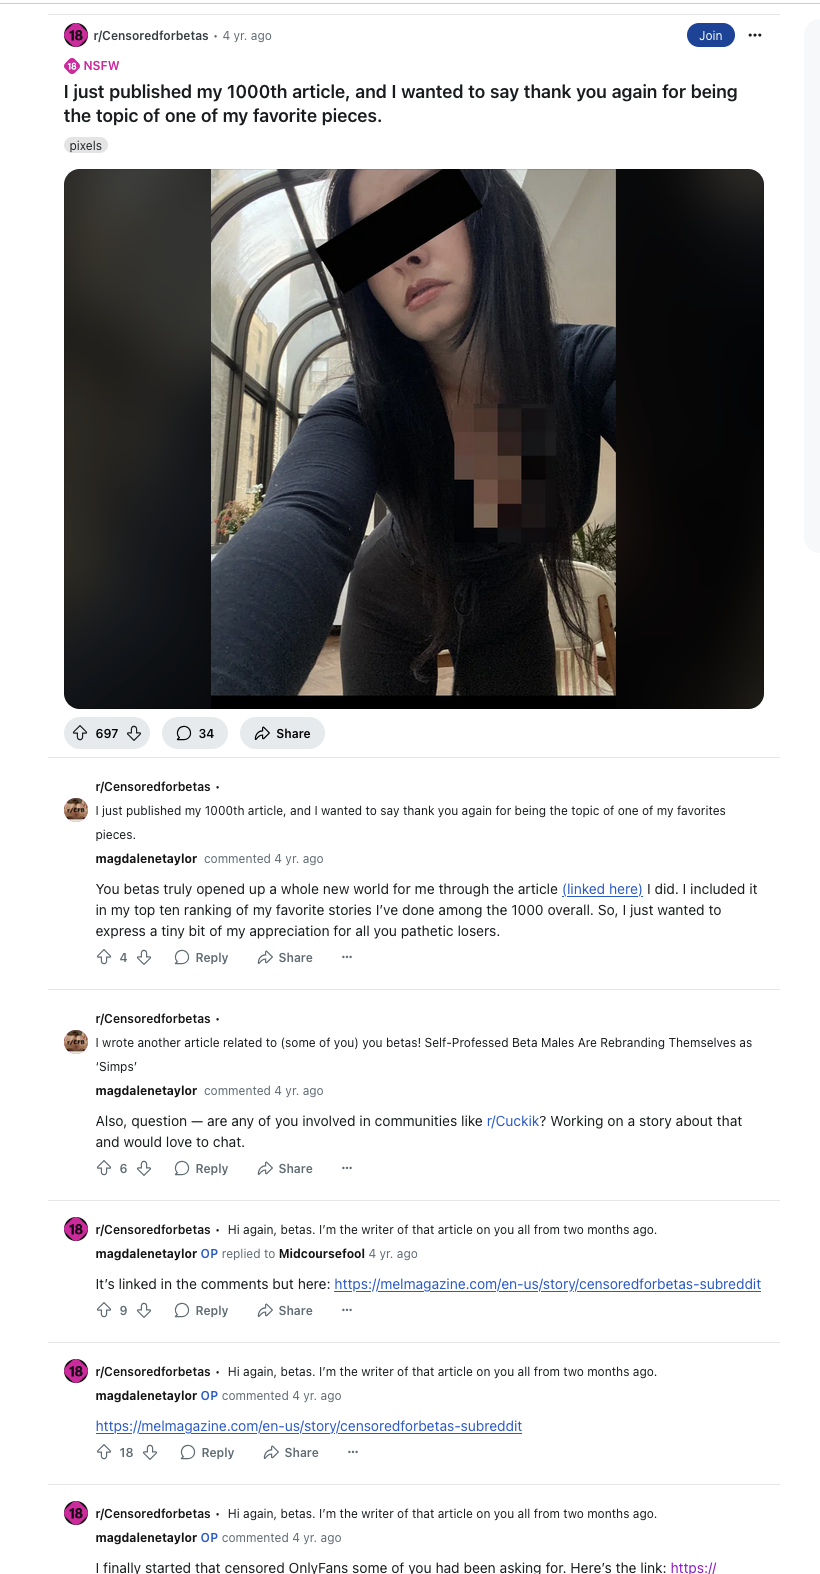 r/Censoredforbetas • 4 yr. ago
Join
18 NSFW
I just published my 1000th article, and I wanted to say thank you again for being
the topic of one of my favorite pieces.
pixels
697
34
Share
r/Censoredforbetas •
I just published my 1000th article, and I wanted to say thank you again for being the topic of one of my favorites
pieces.
magdalenetaylor commented 4 yr. ago
You betas truly opened up a whole new world for me through the article (linked here) I did. I included it
in my top ten ranking of my favorite stories I've done among the 1000 overall. So, I just wanted to
express a tiny bit of my appreciation for all you pathetic losers.
4 Reply Share
r/Censoredforbetas •
I wrote another article related to (some of you) you betas! Self-Professed Beta Males Are Rebranding Themselves as
‘Simps’
magdalenetaylor commented 4 yr. ago
Also, question — are any of you involved in communities like r/Cuckik? Working on a story about that
and would love to chat.
6 Reply Share
18 r/Censoredforbetas • Hi again, betas. I’m the writer of that article on you all from two months ago.
magdalenetaylor OP replied to Midcoursefool 4 yr. ago
It’s linked in the comments but here: https://melmagazine.com/en-us/story/censoredforbetas-subreddit
9 Reply Share
18 r/Censoredforbetas • Hi again, betas. I’m the writer of that article on you all from two months ago.
magdalenetaylor OP commented 4 yr. ago
https://melmagazine.com/en-us/story/censoredforbetas-subreddit
18 Reply Share
18 r/Censoredforbetas • Hi again, betas. I’m the writer of that article on you all from two months ago.
magdalenetaylor OP commented 4 yr. ago
I finally started that censored OnlyFans some of you had been asking for. Here’s the link: https://